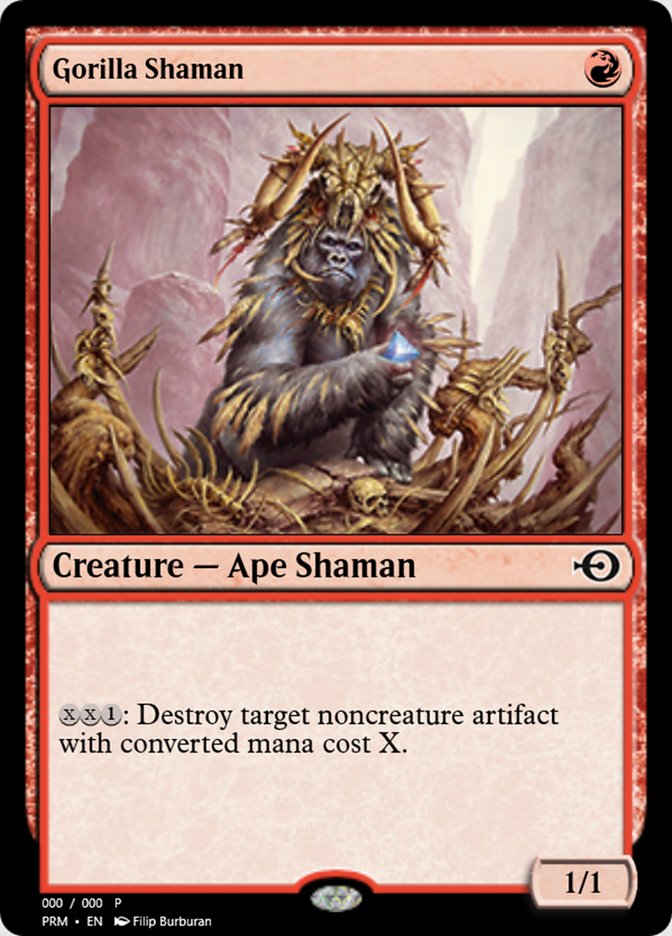 Gorilla Shaman
Creature — Ape Shaman
XX1: Destroy target noncreature artifact
with converted mana cost X.
1/1
000 / 000 P
PRM • EN Filip Burburan